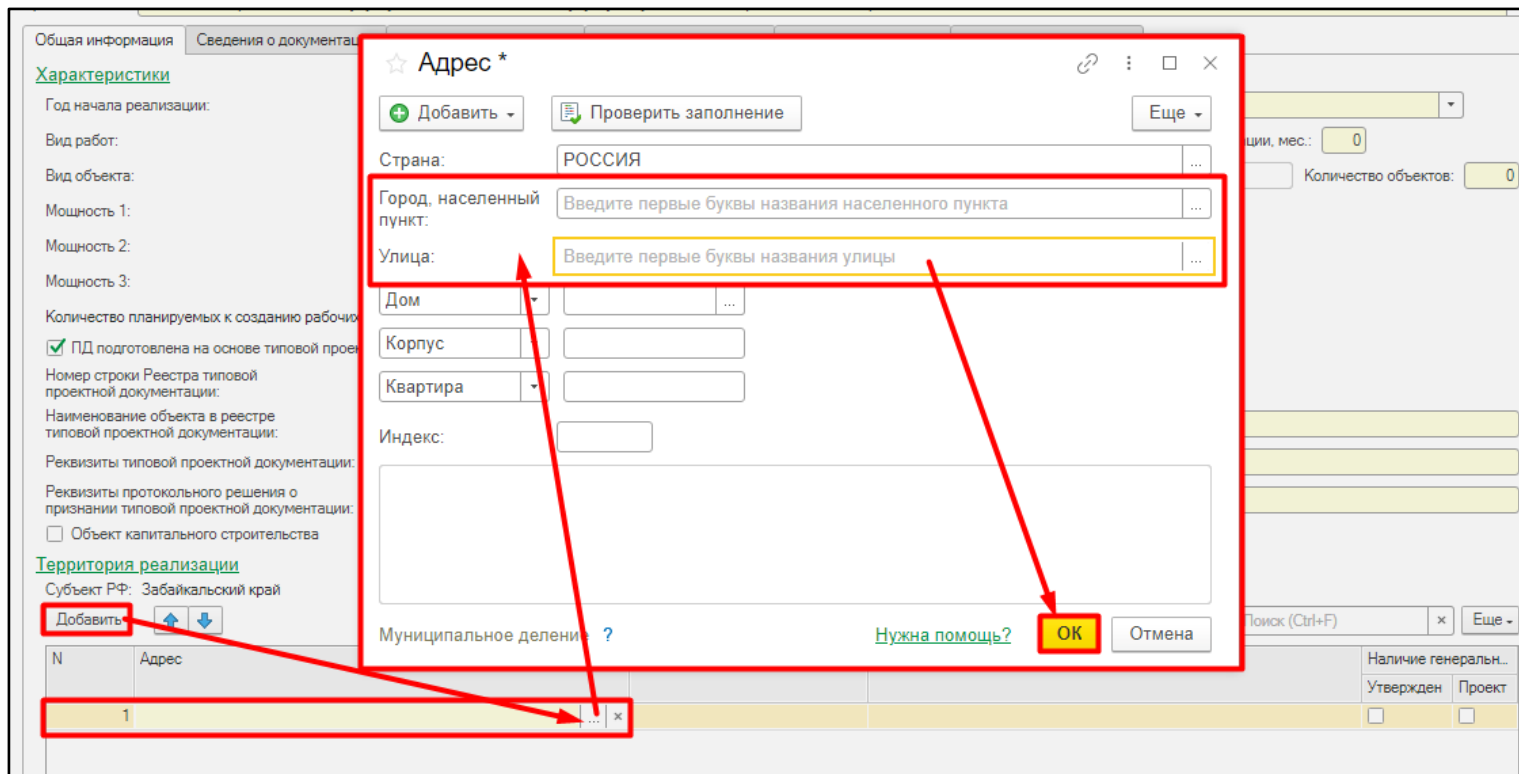 Общая информация
Сведения о документац
Характеристики
Год начала реализации:
Вид работ:
Вид объекта:
Мощность 1:
Мощность 2:
Мощность 3:
Количество планируемых к созданию рабочих
ПД подготовлена на основе типовой проек
Номер строки Реестра типовой
проектной документации:
Наименование объекта в реестре
типовой проектной документации:
Реквизиты типовой проектной документации:
Реквизиты протокольного решения о
признании типовой проектной документации:
Объект капитального строительства
Территория реализации
Субъект РФ: Забайкальский край
Добавить
Адрес *
Добавить
Проверить заполнение
Еще
Страна:
РОССИЯ
...
Город, населенный
пункт:
Введите первые буквы названия населенного пункта
...
Улица:
Введите первые буквы названия улицы
...
Дом
...
Корпус
Квартира
Индекс:
Муниципальное деление ?
Нужна помощь?
ОК
Отмена
ции, мес.: 0
Количество объектов: 0
Поиск (Ctrl+F)
×
Еще
N
Адрес
Наличие генеральн...
Утвержден
Проект
1
...
×